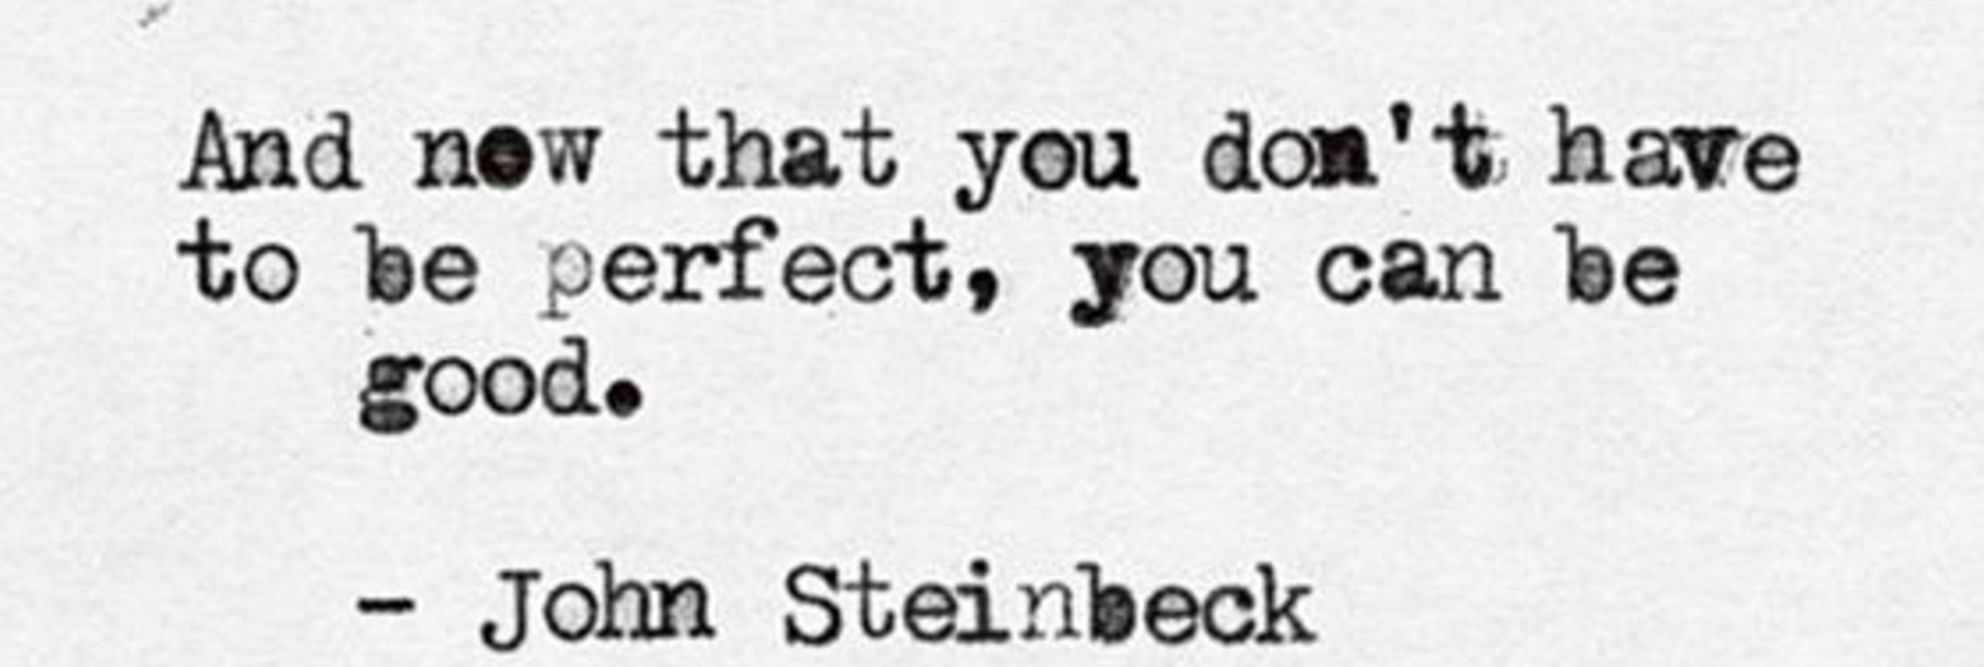 And now that you don't have
to be perfect, you can be
good.
- John Steinbeck